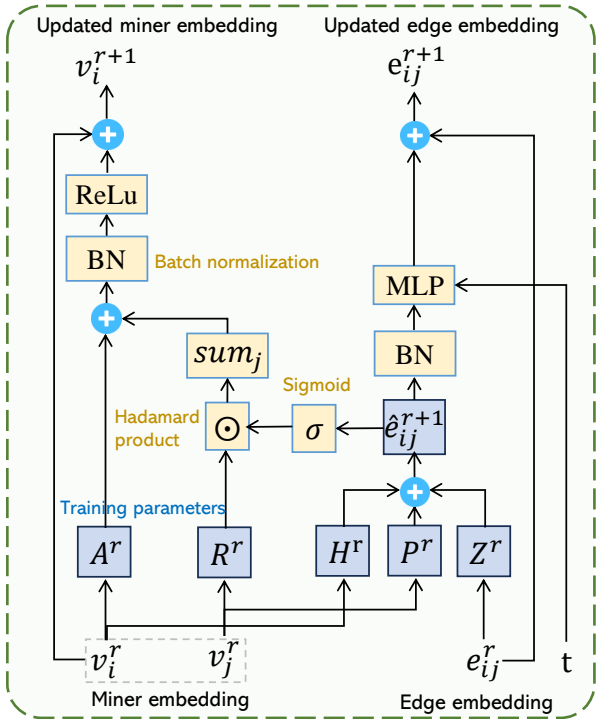 Updated miner embedding Updated edge embedding
v_i^{r+1} e_{ij}^{r+1}
+ +
ReLu
BN Batch normalization
MLP
+
sum_j BN
Sigmoid
Hadamard
product
⊙ σ ê_{ij}^{r+1}
+
Training parameters
A^r R^r H^r P^r Z^r
v_i^r v_j^r e_{ij}^r t
Miner embedding Edge embedding